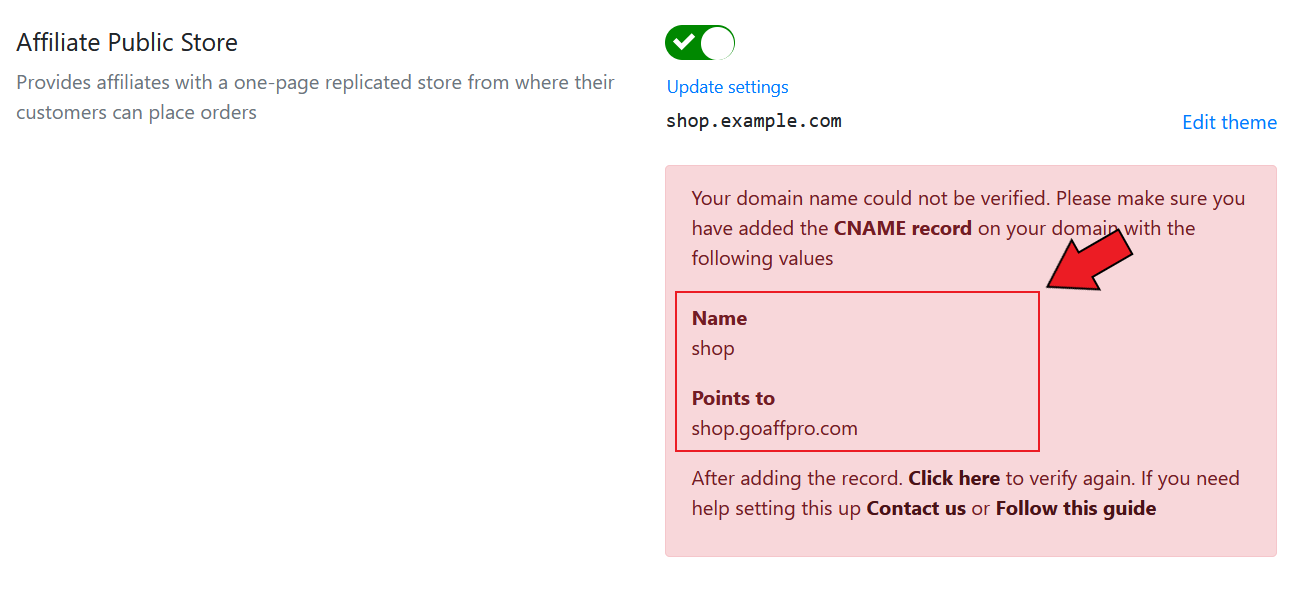 Affiliate Public Store
Provides affiliates with a one-page replicated store from where their
customers can place orders
Update settings
shop.example.com
Edit theme
Your domain name could not be verified. Please make sure you
have added the CNAME record on your domain with the
following values
Name
shop
Points to
shop.goaffpro.com
After adding the record. Click here to verify again. If you need
help setting this up Contact us or Follow this guide